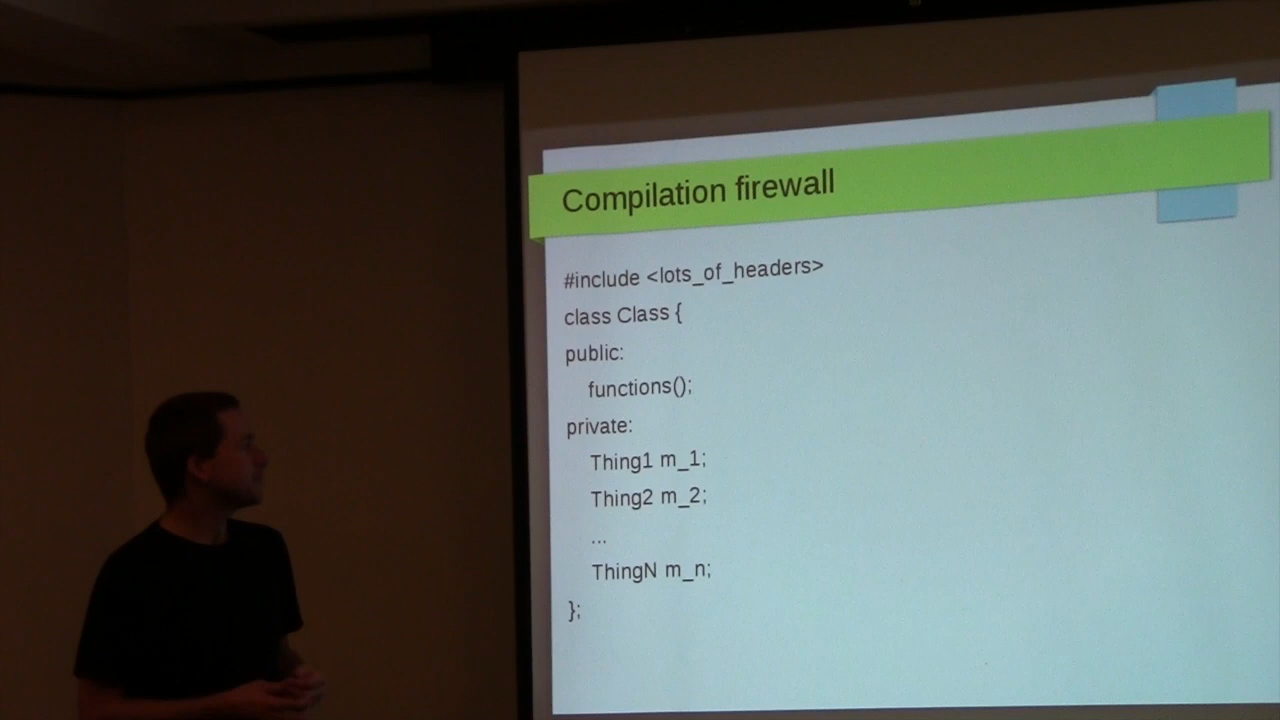 Compilation firewall
#include <lots_of_headers>
class Class {
public:
functions();
private:
Thing1 m_1;
Thing2 m_2;
...
ThingN m_n;
};